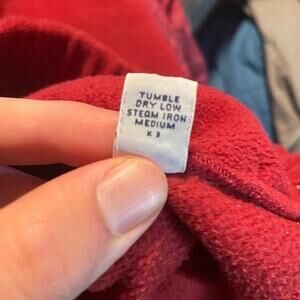 TUMBLE
DRY LOW
STEAM IRON
MEDIUM
K 3